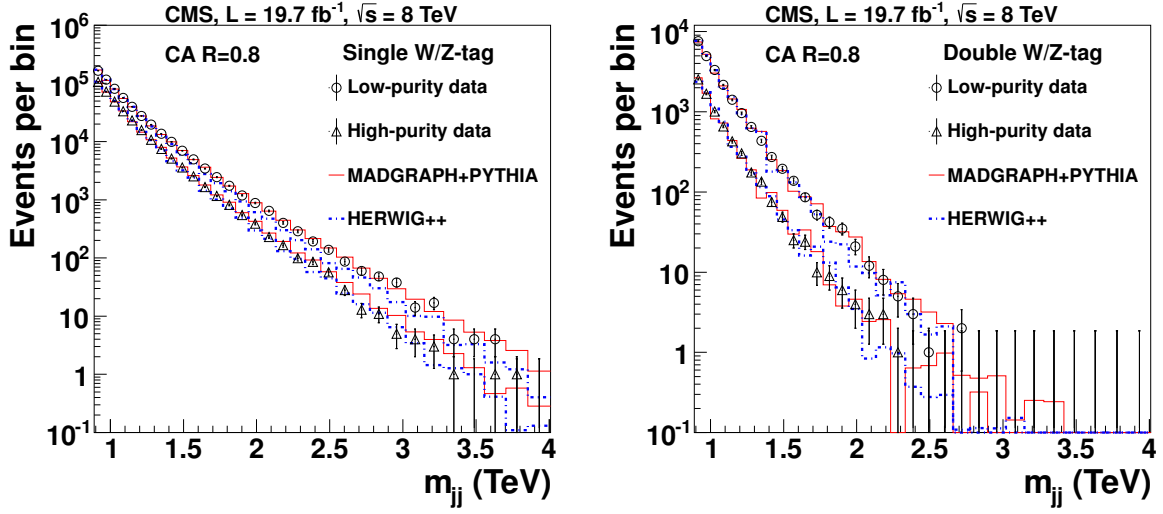 CMS, L = 19.7 fb⁻¹, √s = 8 TeV
Events per bin
10⁶
10⁵
10⁴
10³
10²
10
1
10⁻¹
CA R=0.8
Single W/Z-tag
Low-purity data
High-purity data
MADGRAPH+PYTHIA
HERWIG++
1 1.5 2 2.5 3 3.5 4
m_jj (TeV)
CMS, L = 19.7 fb⁻¹, √s = 8 TeV
Events per bin
10⁴
10³
10²
10
1
10⁻¹
CA R=0.8
Double W/Z-tag
Low-purity data
High-purity data
MADGRAPH+PYTHIA
HERWIG++
1 1.5 2 2.5 3 3.5 4
m_jj (TeV)